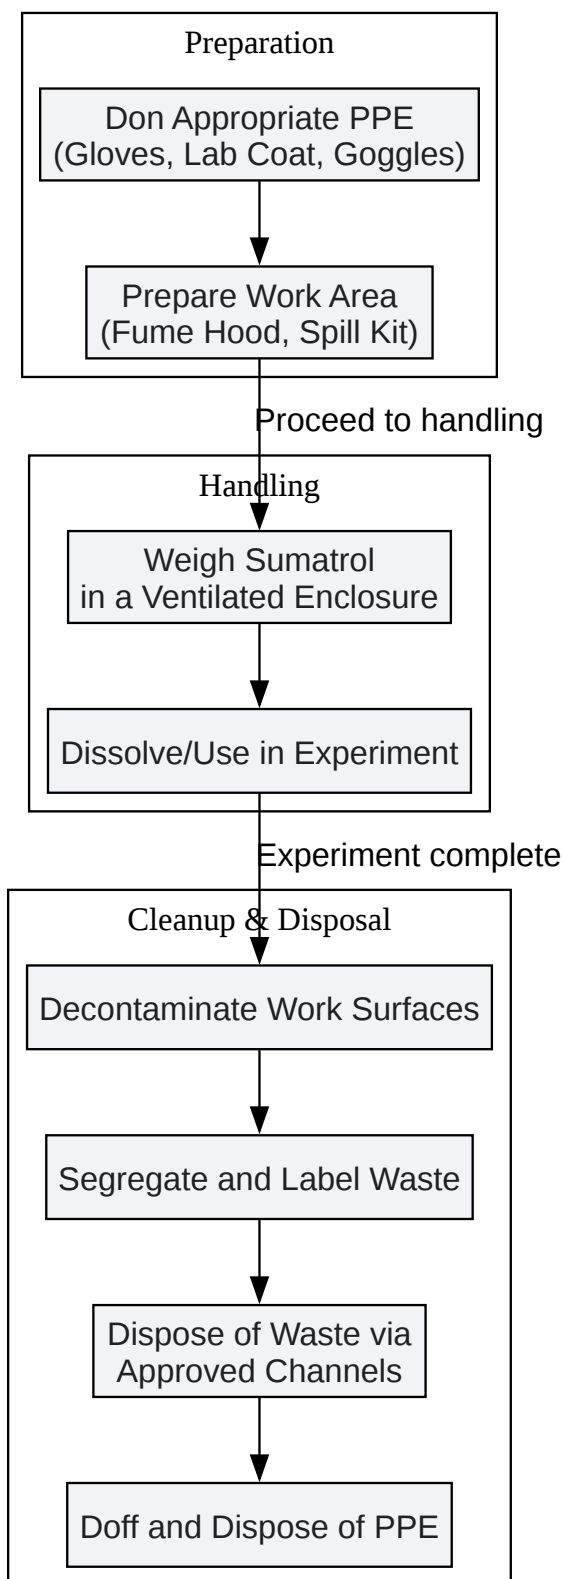 Preparation
Don Appropriate PPE
(Gloves, Lab Coat, Goggles)
Prepare Work Area
(Fume Hood, Spill Kit)
Proceed to handling
Handling
Weigh Sumatrol
in a Ventilated Enclosure
Dissolve/Use in Experiment
Experiment complete
Cleanup & Disposal
Decontaminate Work Surfaces
Segregate and Label Waste
Dispose of Waste via
Approved Channels
Doff and Dispose of PPE